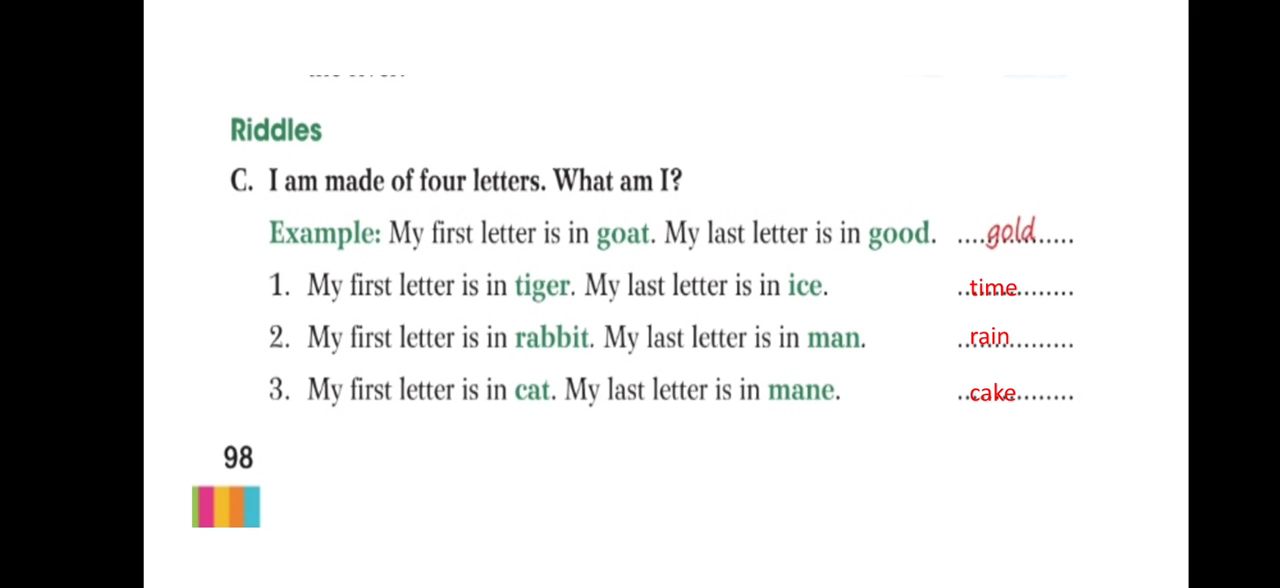 Riddles
C. I am made of four letters. What am I?
Example: My first letter is in goat. My last letter is in good. ....gold.....
1. My first letter is in tiger. My last letter is in ice. ..time........
2. My first letter is in rabbit. My last letter is in man. ..rain..........
3. My first letter is in cat. My last letter is in mane. ..cake........
98